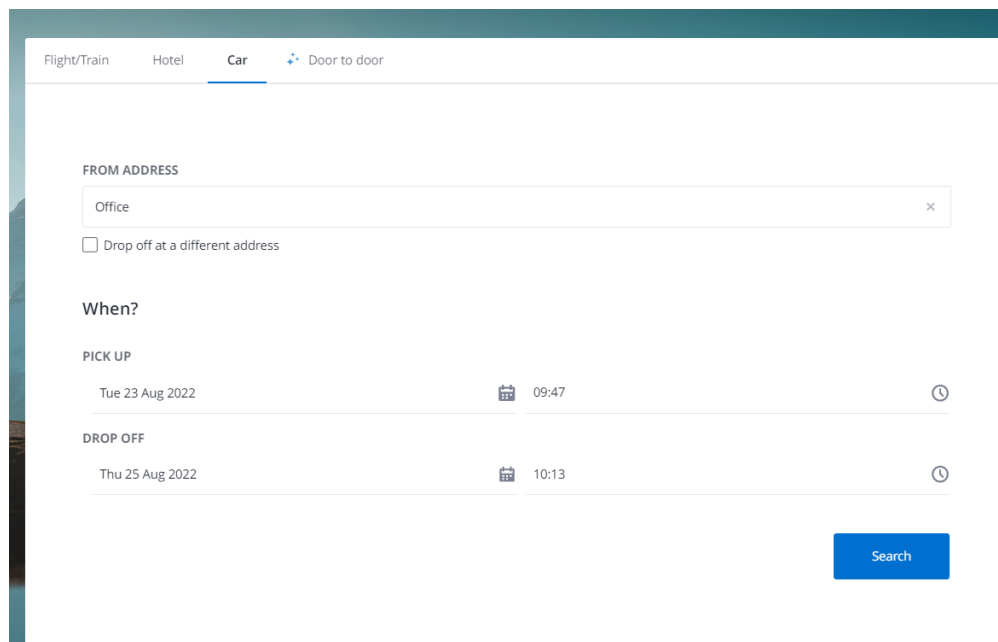 Flight/Train Hotel Car Door to door
FROM ADDRESS
Office
Drop off at a different address
When?
PICK UP
Tue 23 Aug 2022 09:47
DROP OFF
Thu 25 Aug 2022 10:13
Search